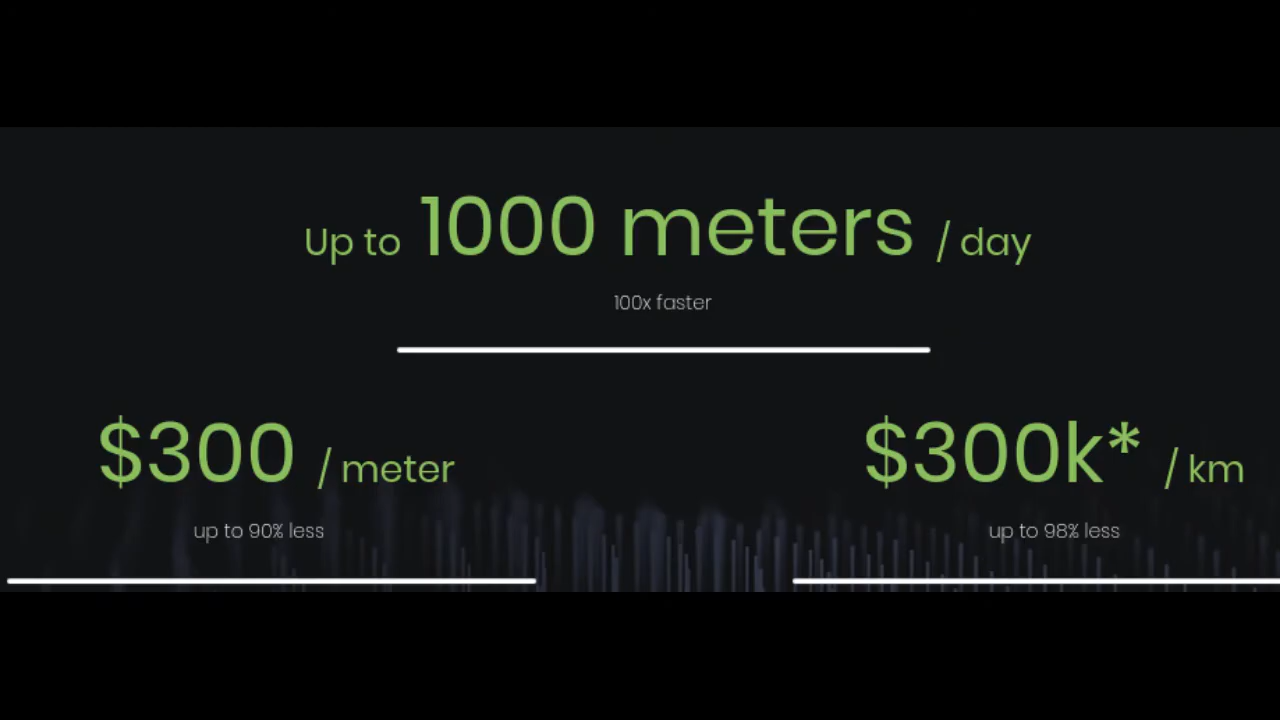 Up to 1000 meters / day
100x faster
$300 / meter
up to 90% less
$300k* / km
up to 98% less